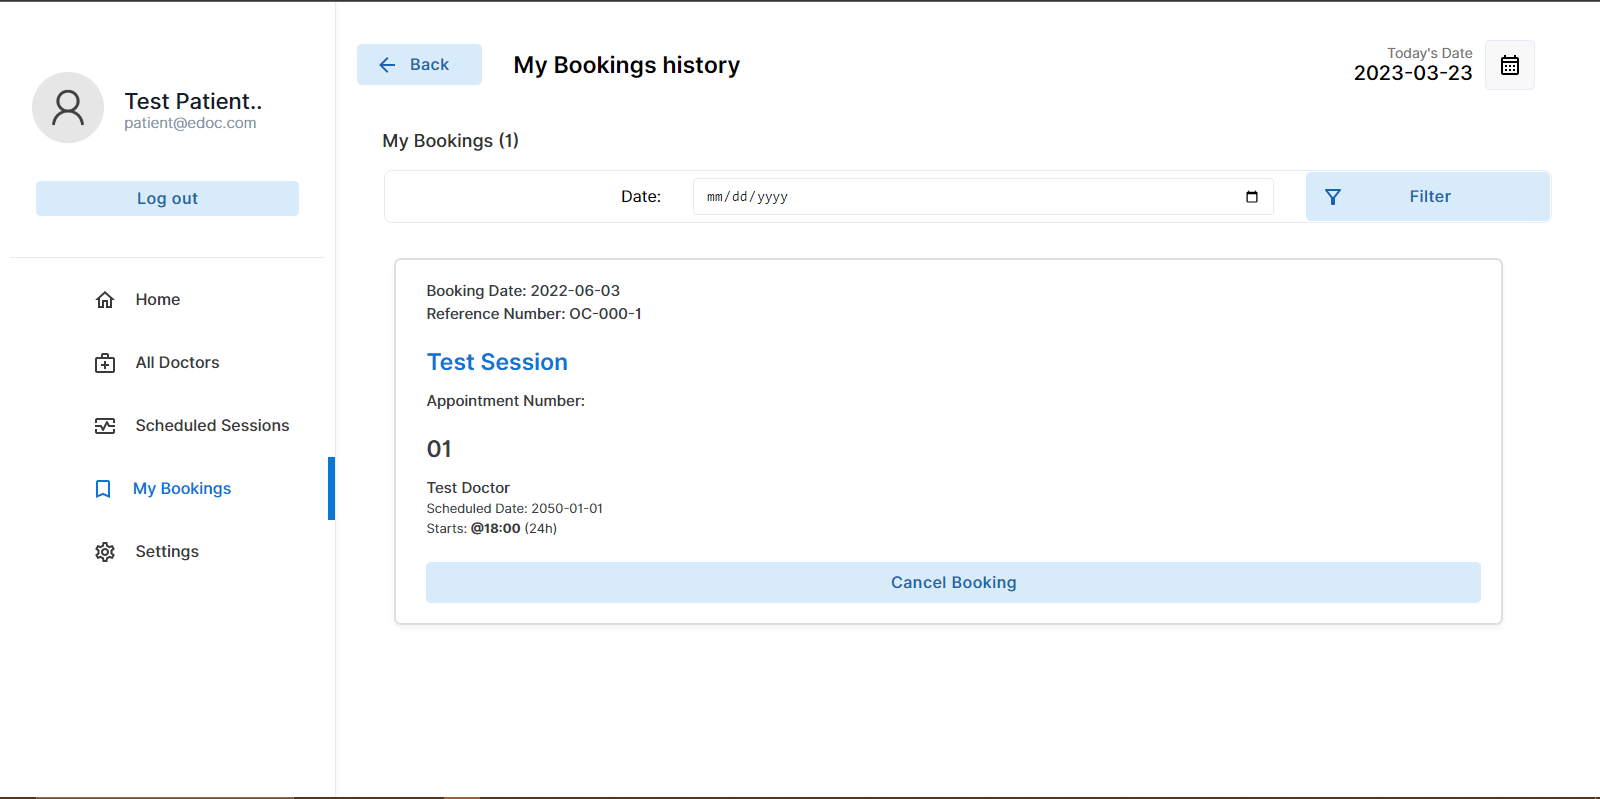 Test Patient..
patient@edoc.com
Log out
Home
All Doctors
Scheduled Sessions
My Bookings
Settings
Back
My Bookings history
Today's Date
2023-03-23
My Bookings (1)
Date:
mm/dd/yyyy
Filter
Booking Date: 2022-06-03
Reference Number: OC-000-1
Test Session
Appointment Number:
01
Test Doctor
Scheduled Date: 2050-01-01
Starts: @18:00 (24h)
Cancel Booking